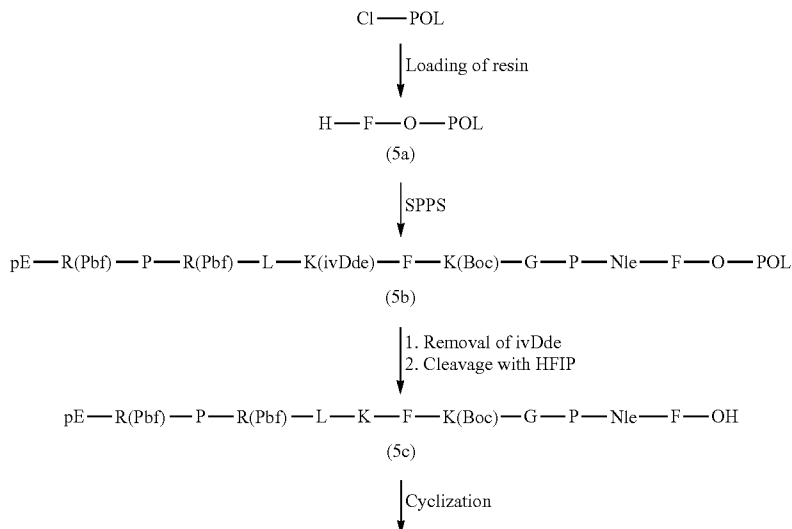 Cl—POL
Loading of resin
H—F—O—POL
(5a)
SPPS
pE—R(Pbf)—P—R(Pbf)—L—K(ivDde)—F—K(Boc)—G—P—Nle—F—O—POL
(5b)
1. Removal of ivDde
2. Cleavage with HFIP
pE—R(Pbf)—P—R(Pbf)—L—K—F—K(Boc)—G—P—Nle—F—OH
(5c)
Cyclization